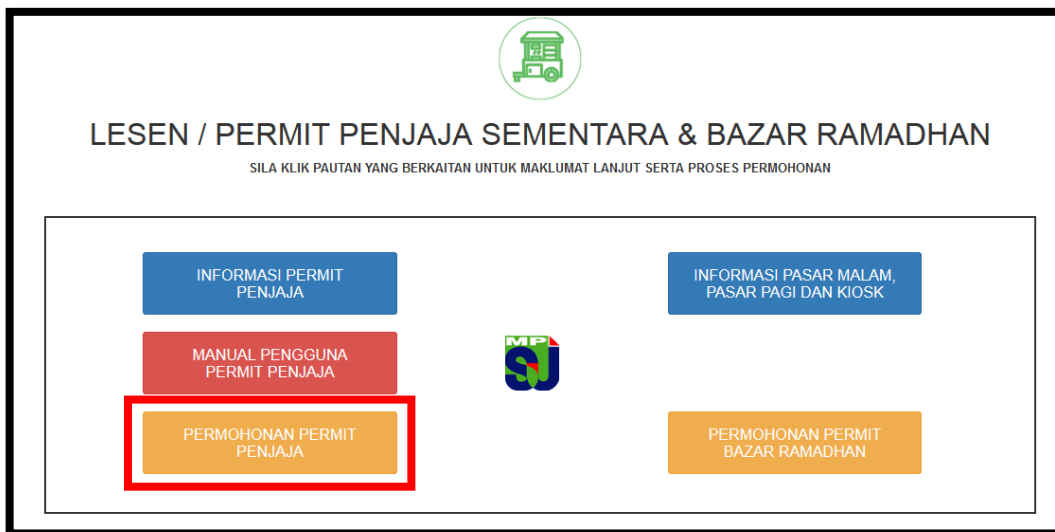 LESEN / PERMIT PENJAJA SEMENTARA & BAZAR RAMADHAN
SILA KLIK PAUTAN YANG BERKAITAN UNTUK MAKLUMAT LANJUT SERTA PROSES PERMOHONAN
INFORMASI PERMIT
PENJAJA
INFORMASI PASAR MALAM,
PASAR PAGI DAN KIOSK
MANUAL PENGGUNA
PERMIT PENJAJA
MP
SJ
PERMOHONAN PERMIT
PENJAJA
PERMOHONAN PERMIT
BAZAR RAMADHAN